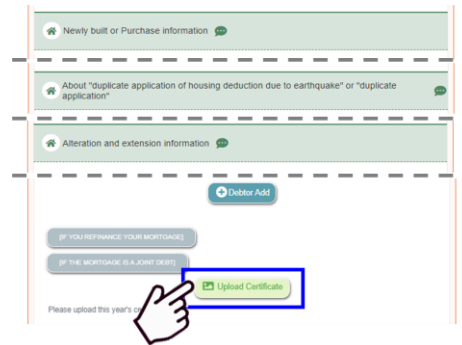 Newly built or Purchase information
About "duplicate application of housing deduction due to earthquake" or "duplicate
application"
Alteration and extension information
Debtor Add
[IF YOU REFINANCE YOUR MORTGAGE]
[IF THE MORTGAGE IS A JOINT DEBT]
Upload Certificate
Please upload this year's